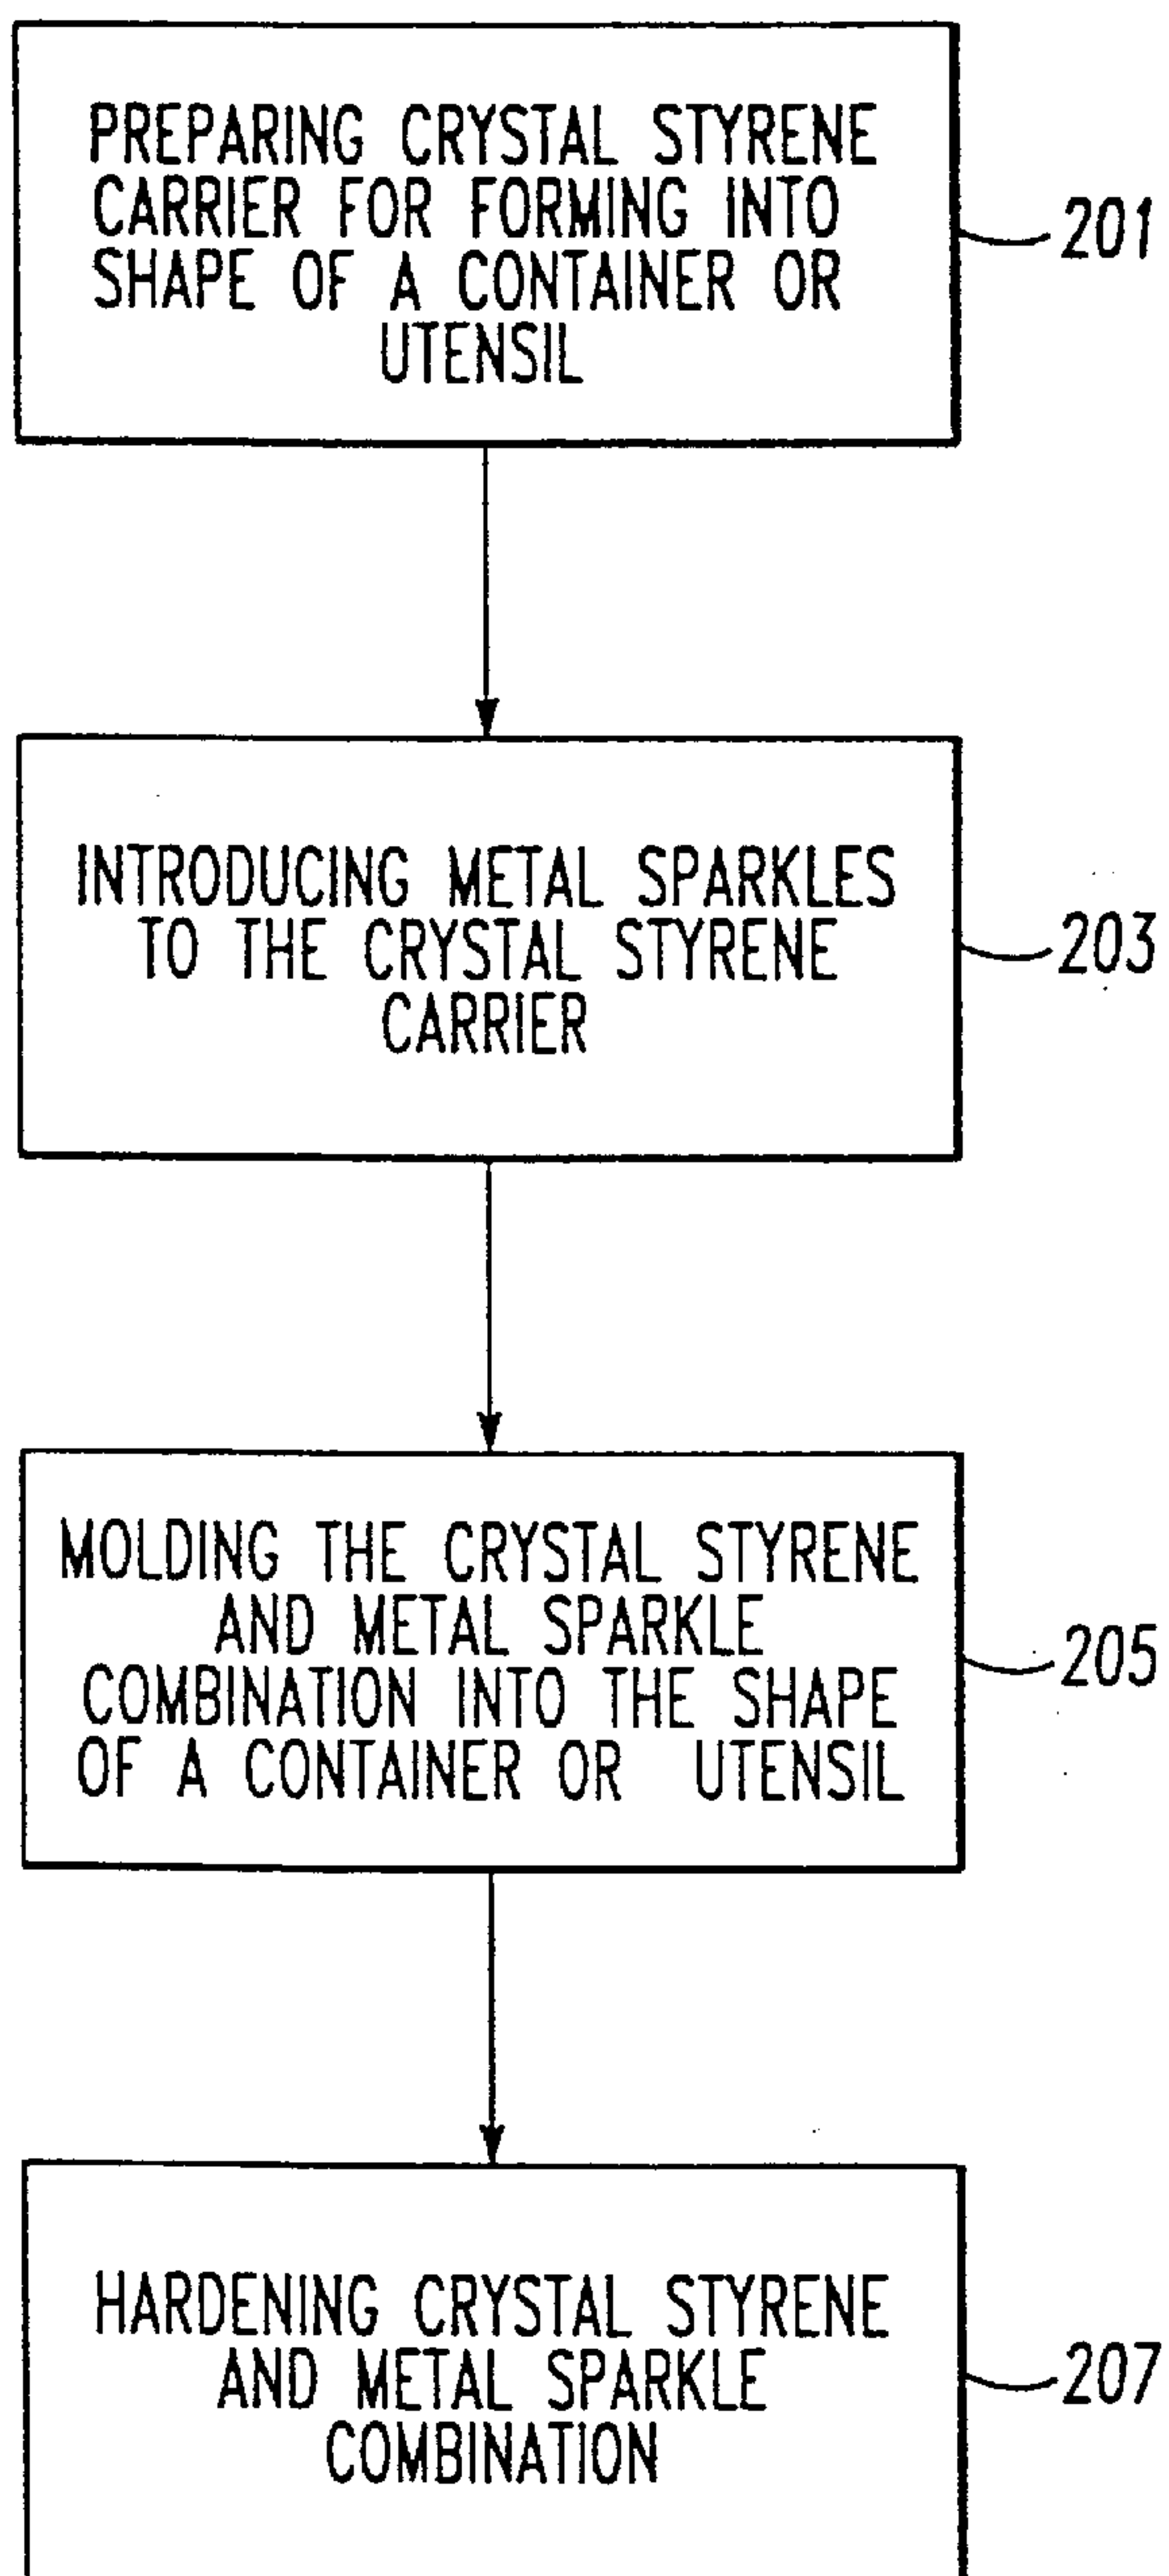 PREPARING CRYSTAL STYRENE
CARRIER FOR FORMING INTO
SHAPE OF A CONTAINER OR
UTENSIL
201
INTRODUCING METAL SPARKLES
TO THE CRYSTAL STYRENE
CARRIER
203
MOLDING THE CRYSTAL STYRENE
AND METAL SPARKLE
COMBINATION INTO THE SHAPE
OF A CONTAINER OR UTENSIL
205
HARDENING CRYSTAL STYRENE
AND METAL SPARKLE
COMBINATION
207